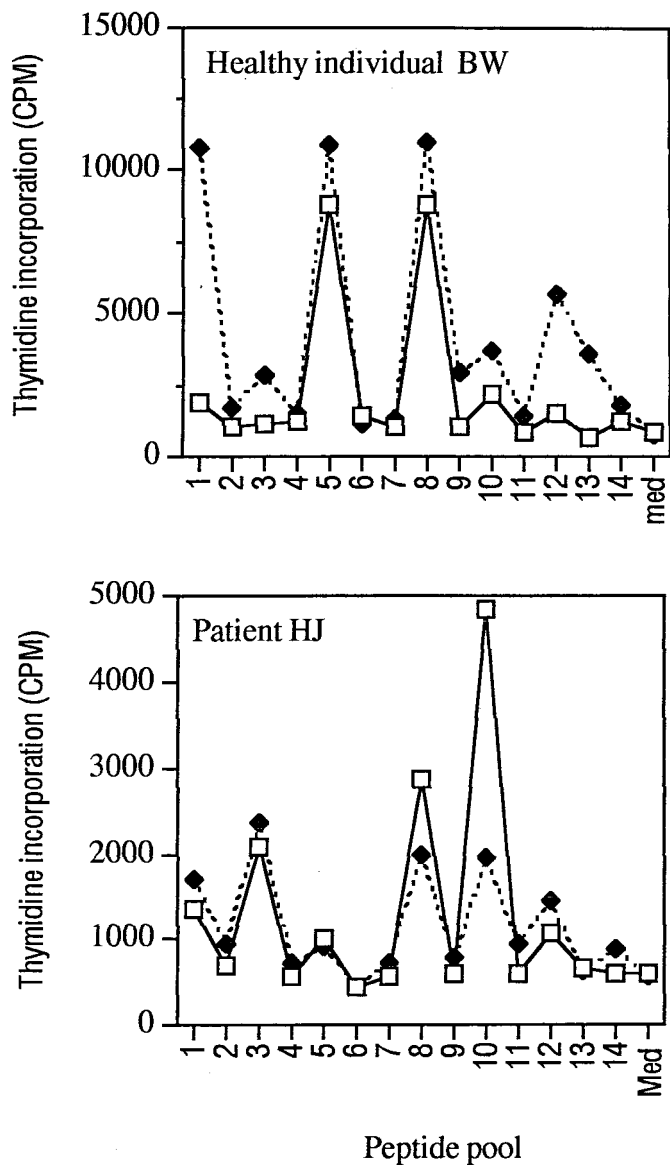 Thymidine incorporation (CPM)
15000
10000
5000
0
Healthy individual BW
1 2 3 4 5 6 7 8 9 10 11 12 13 14 med
Thymidine incorporation (CPM)
5000
4000
3000
2000
1000
0
Patient HJ
1 2 3 4 5 6 7 8 9 10 11 12 13 14 Med
Peptide pool